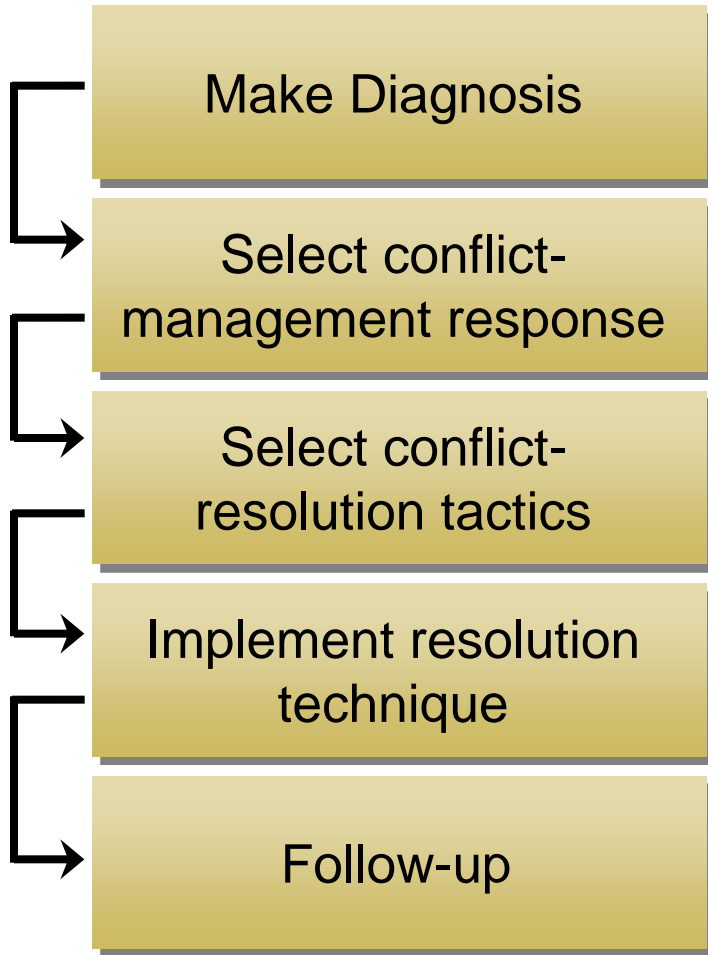 Make Diagnosis
Select conflict-
management response
Select conflict-
resolution tactics
Implement resolution
technique
Follow-up